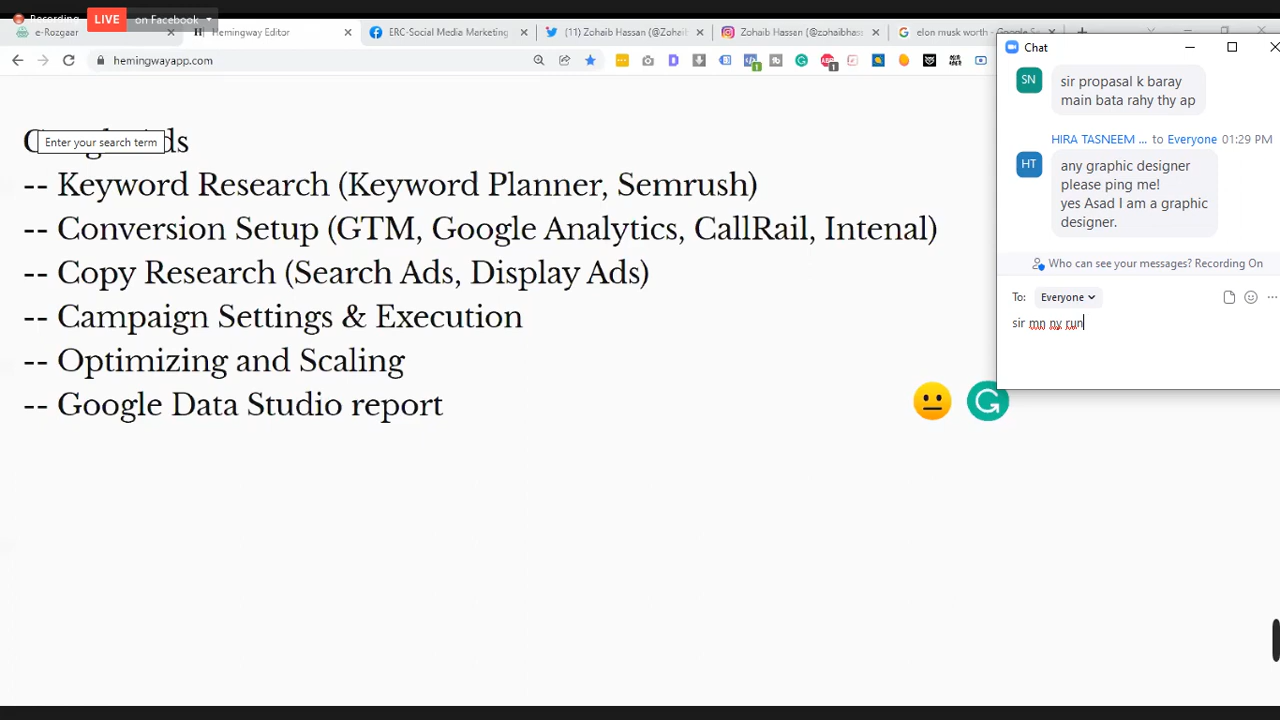 Recording
LIVE on Facebook
e-Rozgaar
Hemingway Editor
ERC-Social Media Marketing
(11) Zohaib Hassan (@Zohaib
Zohaib Hassan (@zohaibhass
elon musk worth - Google Se
hemingwayapp.com
Enter your search term
-- Keyword Research (Keyword Planner, Semrush)
-- Conversion Setup (GTM, Google Analytics, CallRail, Intenal)
-- Copy Research (Search Ads, Display Ads)
-- Campaign Settings & Execution
-- Optimizing and Scaling
-- Google Data Studio report
Chat
SN
sir propasal k baray
main bata rahy thy ap
HIRA TASNEEM ... to Everyone 01:29 PM
HT
any graphic designer
please ping me!
yes Asad I am a graphic
designer.
Who can see your messages? Recording On
To: Everyone
sir mn ny run